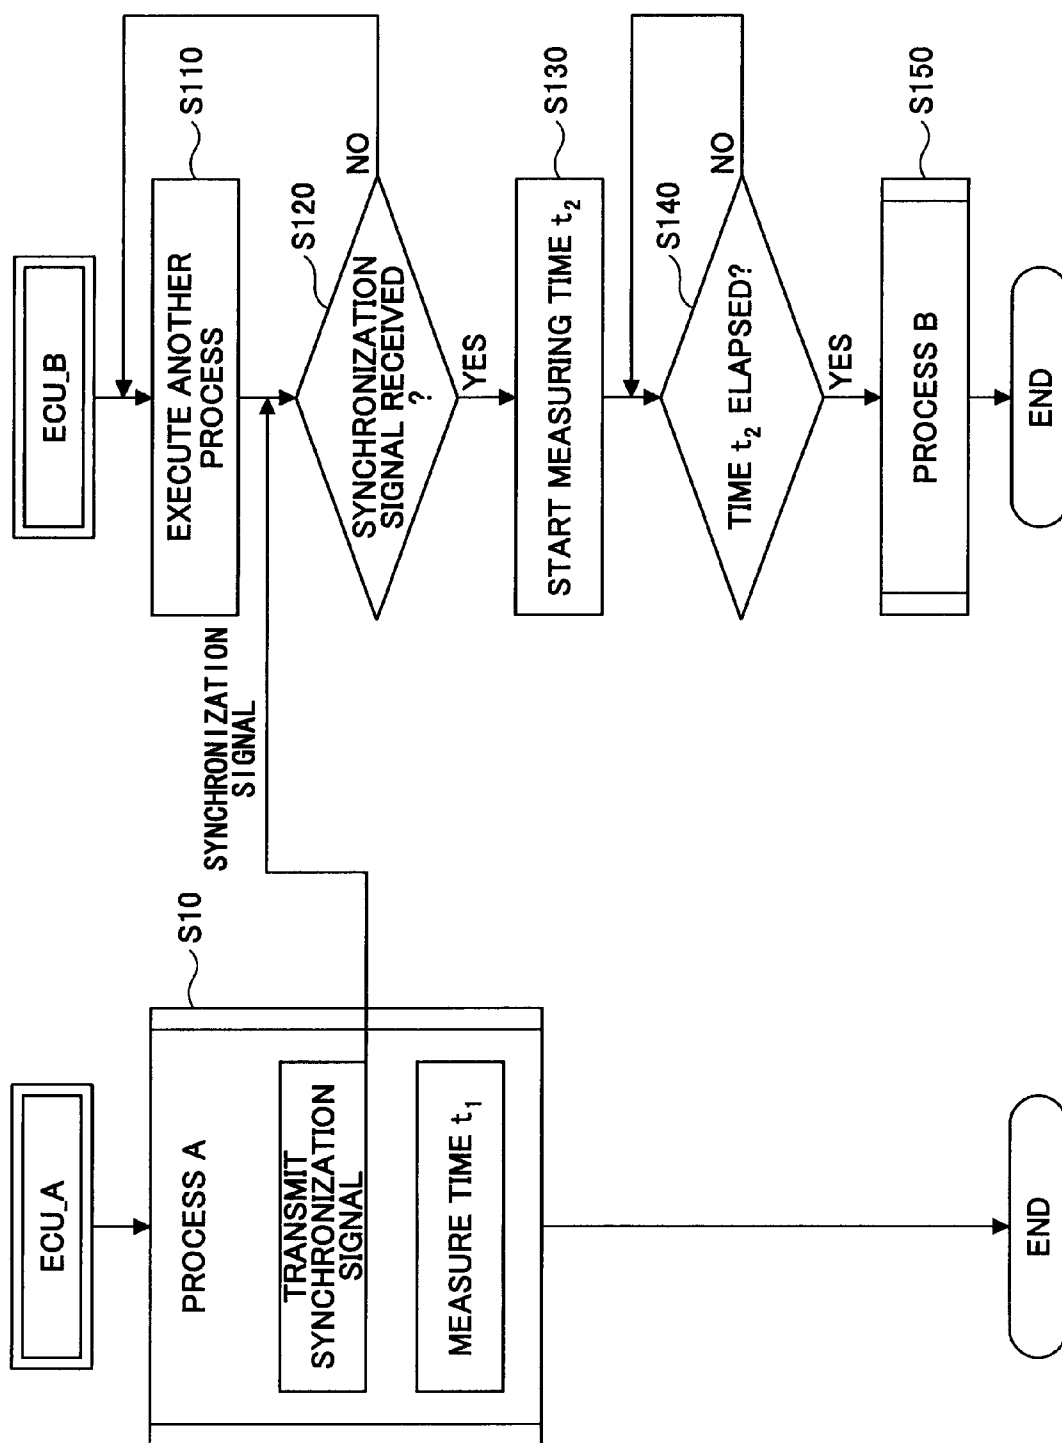 ECU_A
PROCESS A
S10
TRANSMIT
SYNCHRONIZATION
SIGNAL
MEASURE TIME t₁
END
SYNCHRONIZATION
SIGNAL
ECU_B
EXECUTE ANOTHER
PROCESS
S110
SYNCHRONIZATION
SIGNAL RECEIVED
?
S120
NO
YES
START MEASURING TIME t₂
S130
TIME t₂ ELAPSED?
S140
NO
YES
PROCESS B
S150
END